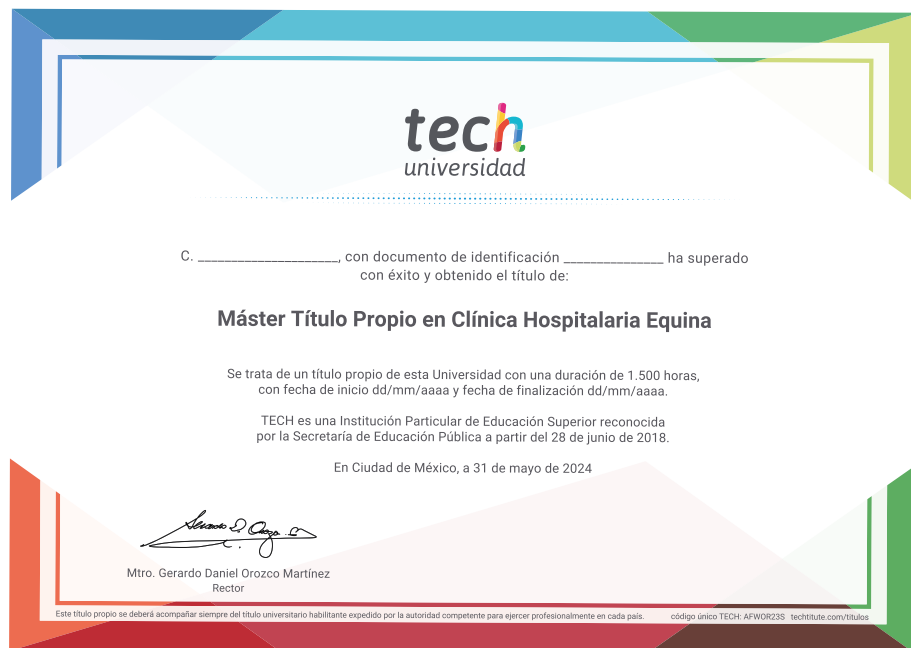 tech
universidad
C. ____________________, con documento de identificación ______________ ha superado
con éxito y obtenido el título de:
Máster Título Propio en Clínica Hospitalaria Equina
Se trata de un título propio de esta Universidad con una duración de 1.500 horas,
con fecha de inicio dd/mm/aaaa y fecha de finalización dd/mm/aaaa.
TECH es una Institución Particular de Educación Superior reconocida
por la Secretaría de Educación Pública a partir del 28 de junio de 2018.
En Ciudad de México, a 31 de mayo de 2024
Mtro. Gerardo Daniel Orozco Martínez
Rector
Este título propio se deberá acompañar siempre del título universitario habilitante expedido por la autoridad competente para ejercer profesionalmente en cada país. código único TECH: AFWOR23S techtitute.com/titulos